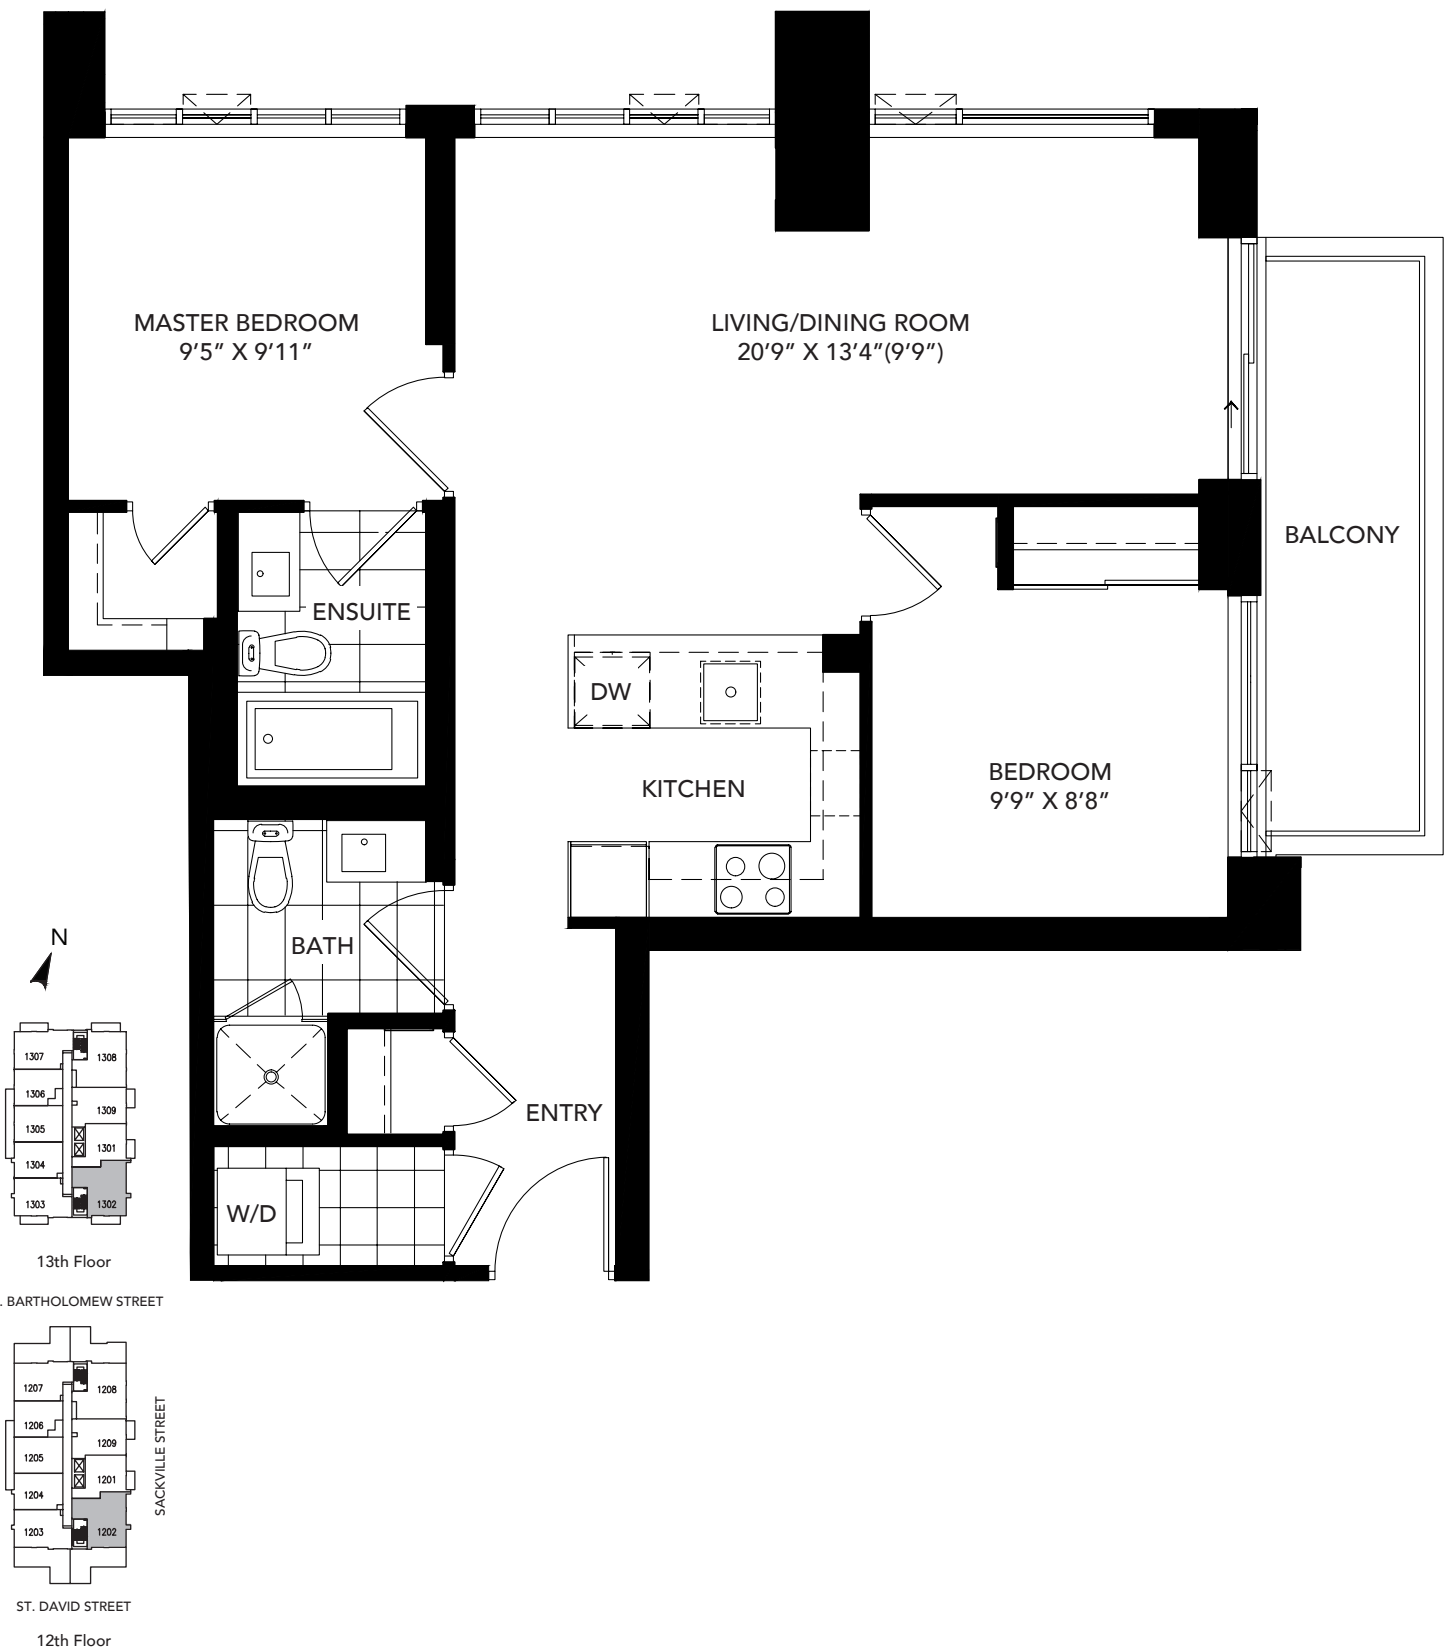 MASTER BEDROOM
9'5" X 9'11"
LIVING/DINING ROOM
20'9" X 13'4"(9'9")
BALCONY
ENSUITE
DW
KITCHEN
BEDROOM
9'9" X 8'8"
BATH
ENTRY
W/D
N
1307
1308
1306
1309
1305
1301
1304
1303
1302
13th Floor
. BARTHOLOMEW STREET
1207
1208
1206
1209
1205
1201
1204
1203
1202
SACKVILLE STREET
ST. DAVID STREET
12th Floor